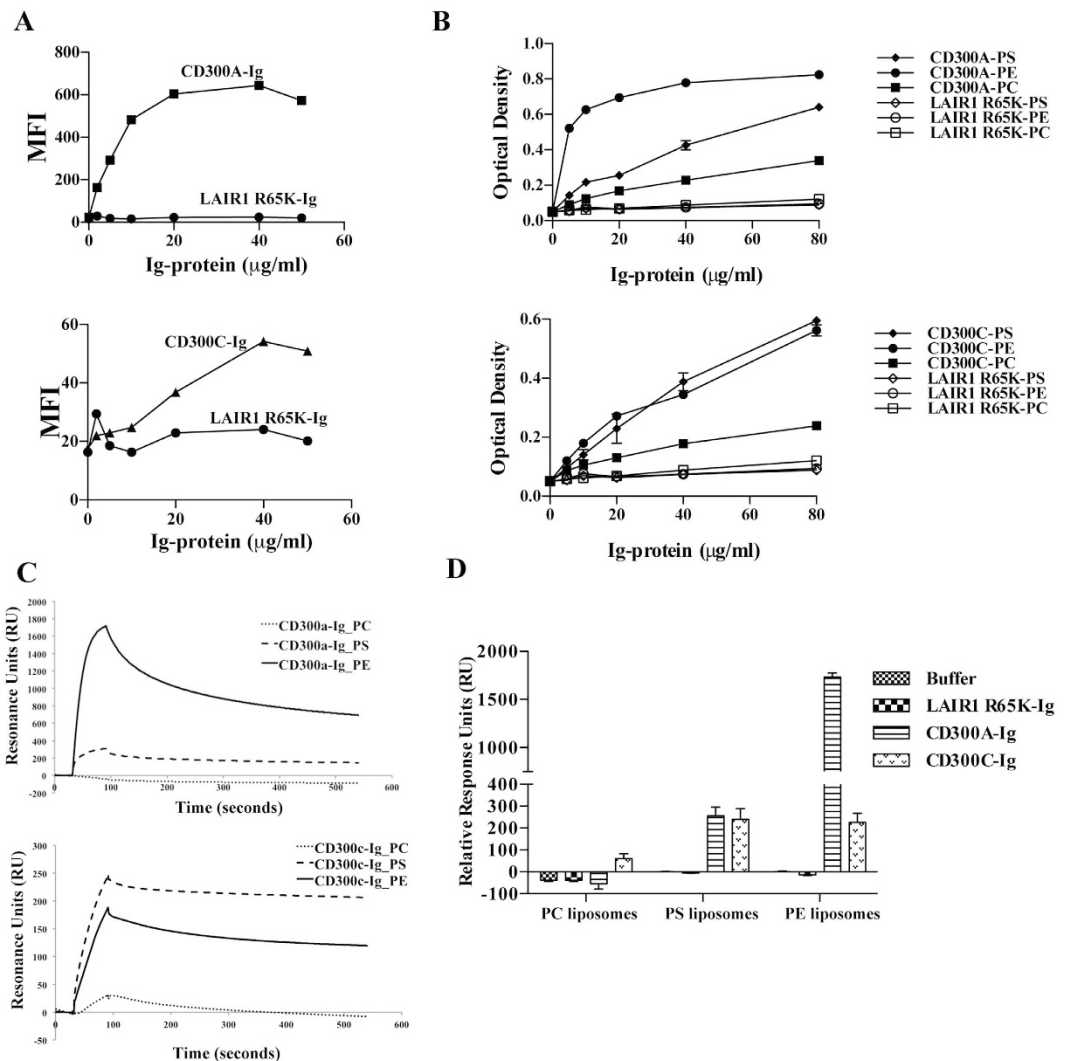 A
MFI
800
600
400
200
0
CD300A-Ig
LAIR1 R65K-Ig
0 20 40 60
Ig-protein (µg/ml)
MFI
60
40
20
0
CD300C-Ig
LAIR1 R65K-Ig
0 20 40 60
Ig-protein (µg/ml)
B
Optical Density
1.0
0.8
0.6
0.4
0.2
0.0
0 20 40 60 80
Ig-protein (µg/ml)
CD300A-PS
CD300A-PE
CD300A-PC
LAIR1 R65K-PS
LAIR1 R65K-PE
LAIR1 R65K-PC
Optical Density
0.6
0.4
0.2
0.0
0 20 40 60 80
Ig-protein (µg/ml)
CD300C-PS
CD300C-PE
CD300C-PC
LAIR1 R65K-PS
LAIR1 R65K-PE
LAIR1 R65K-PC
C
Resonance Units (RU)
2000
1800
1600
1400
1200
1000
800
600
400
200
0
-200
0 100 200 300 400 500 600
Time (seconds)
CD300a-Ig_PC
CD300a-Ig_PS
CD300a-Ig_PE
Resonance Units (RU)
300
250
200
150
100
50
0
-50
0 100 200 300 400 500 600
Time (seconds)
CD300c-Ig_PC
CD300c-Ig_PS
CD300c-Ig_PE
D
Relative Response Units (RU)
2000
1500
1000
400
300
200
100
0
-100
PC liposomes PS liposomes PE liposomes
Buffer
LAIR1 R65K-Ig
CD300A-Ig
CD300C-Ig